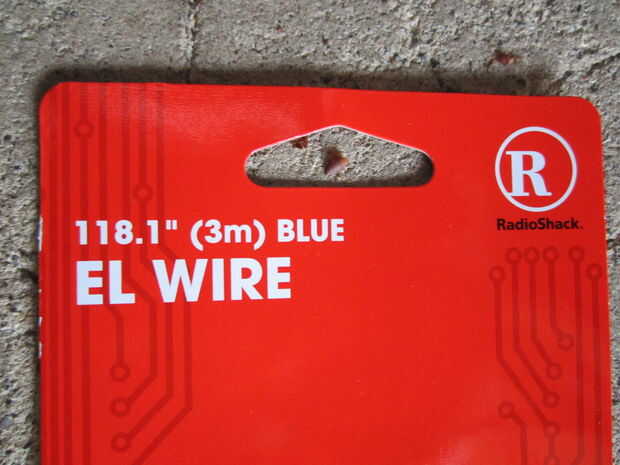 R
RadioShack.
118.1" (3m) BLUE
EL WIRE